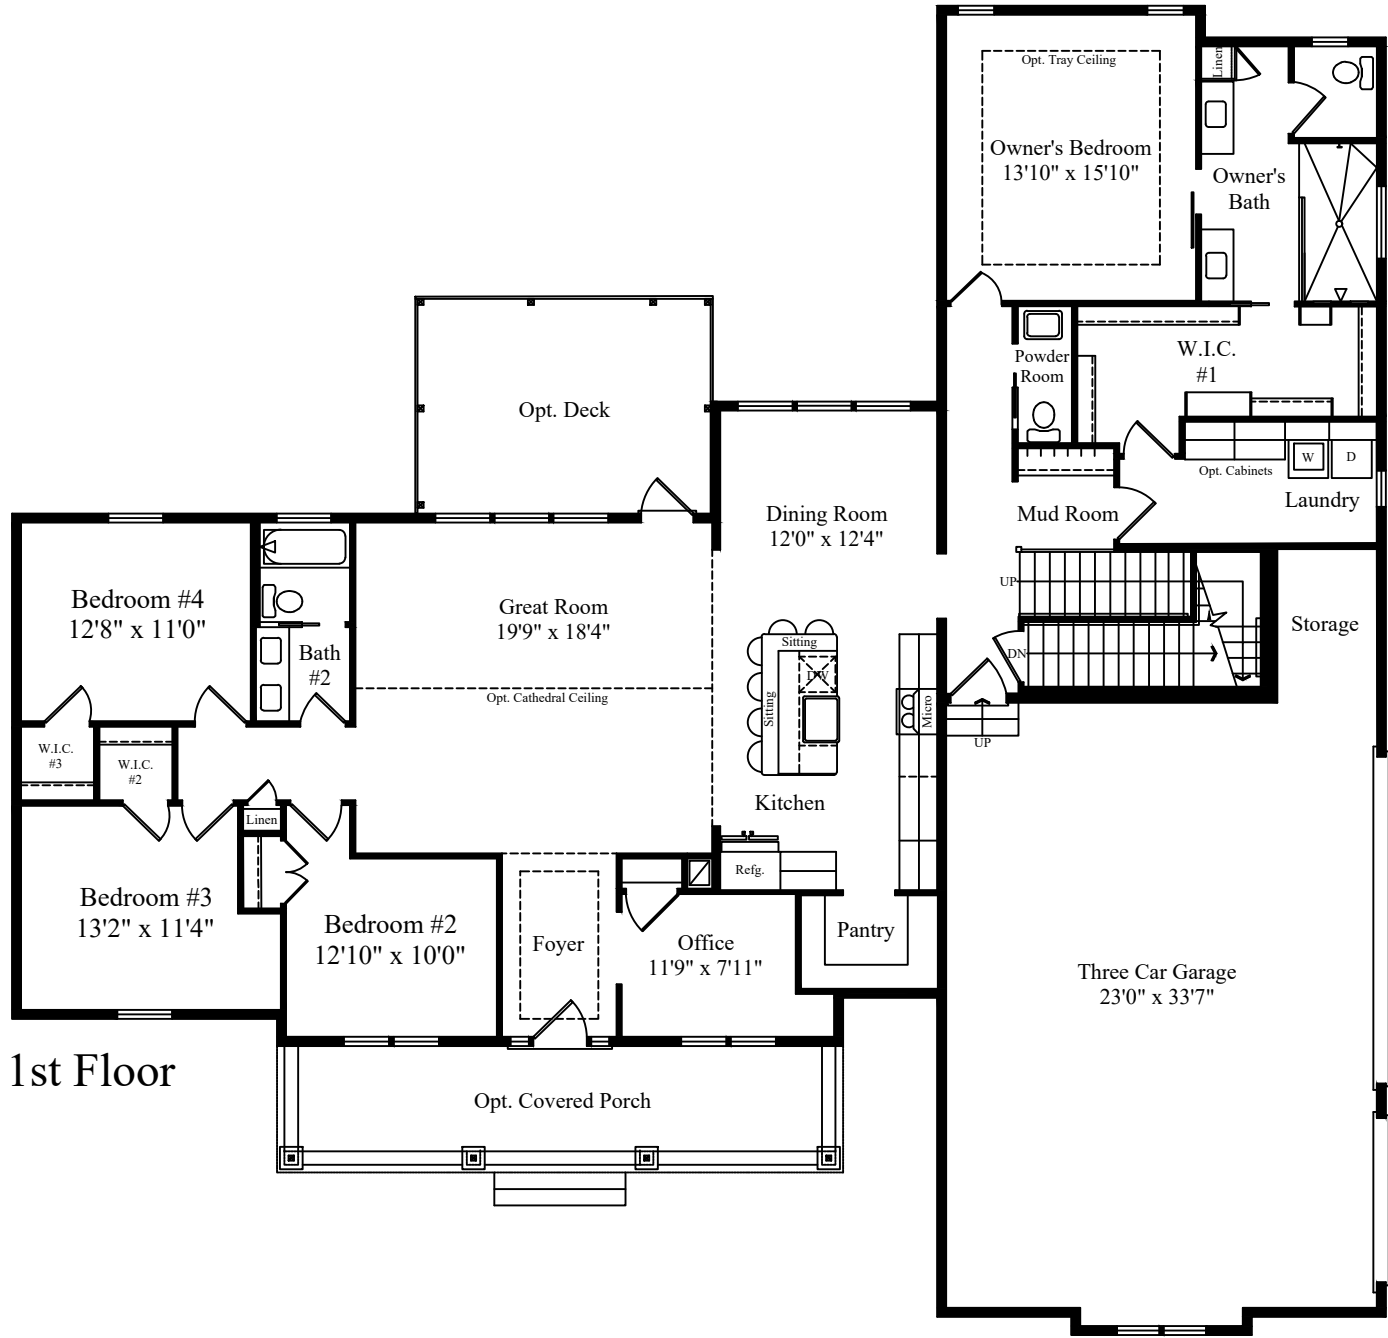 Opt. Tray Ceiling
Linen
Owner's Bedroom
13'10" x 15'10"
Owner's
Bath
Powder
Room
W.I.C.
#1
Opt. Deck
Opt. Cabinets
W
D
Laundry
Dining Room
12'0" x 12'4"
Mud Room
Bedroom #4
12'8" x 11'0"
Great Room
19'9" x 18'4"
UP
Storage
Bath
#2
Sitting
DN
DW
Opt. Cathedral Ceiling
Sitting
Micro
UP
W.I.C.
#3
W.I.C.
#2
Kitchen
Linen
Refg.
Bedroom #3
13'2" x 11'4"
Bedroom #2
12'10" x 10'0"
Foyer
Office
11'9" x 7'11"
Pantry
Three Car Garage
23'0" x 33'7"
1st Floor
Opt. Covered Porch